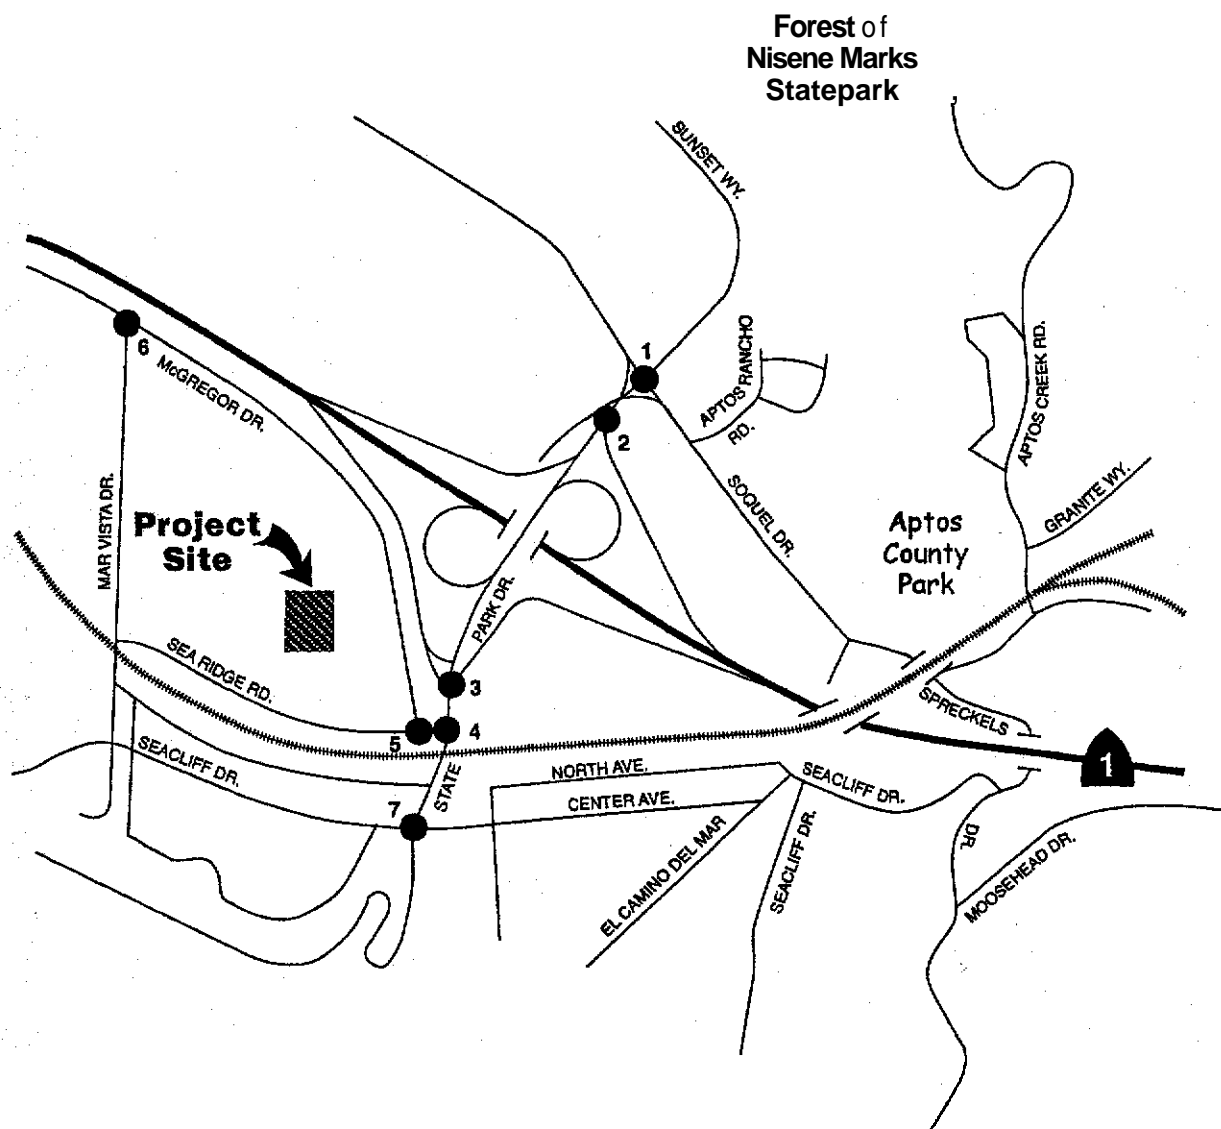 Forest of
Nisene Marks
Statepark
SUNSET WY.
1
APTOS RANCHO
RD.
2
6
McGREGOR DR.
APTOS CREEK RD.
GRANITE WY.
MAR VISTA DR.
Project
Site
SOQUEL DR.
Aptos
County
Park
PARK DR.
SEA RIDGE RD.
3
5
4
SPRECKELS
1
SEACLIFF DR.
STATE
NORTH AVE.
SEACLIFF DR.
7
CENTER AVE.
EL CAMINO DEL MAR
SEACLIFF DR.
DR.
MOOSEHEAD DR.